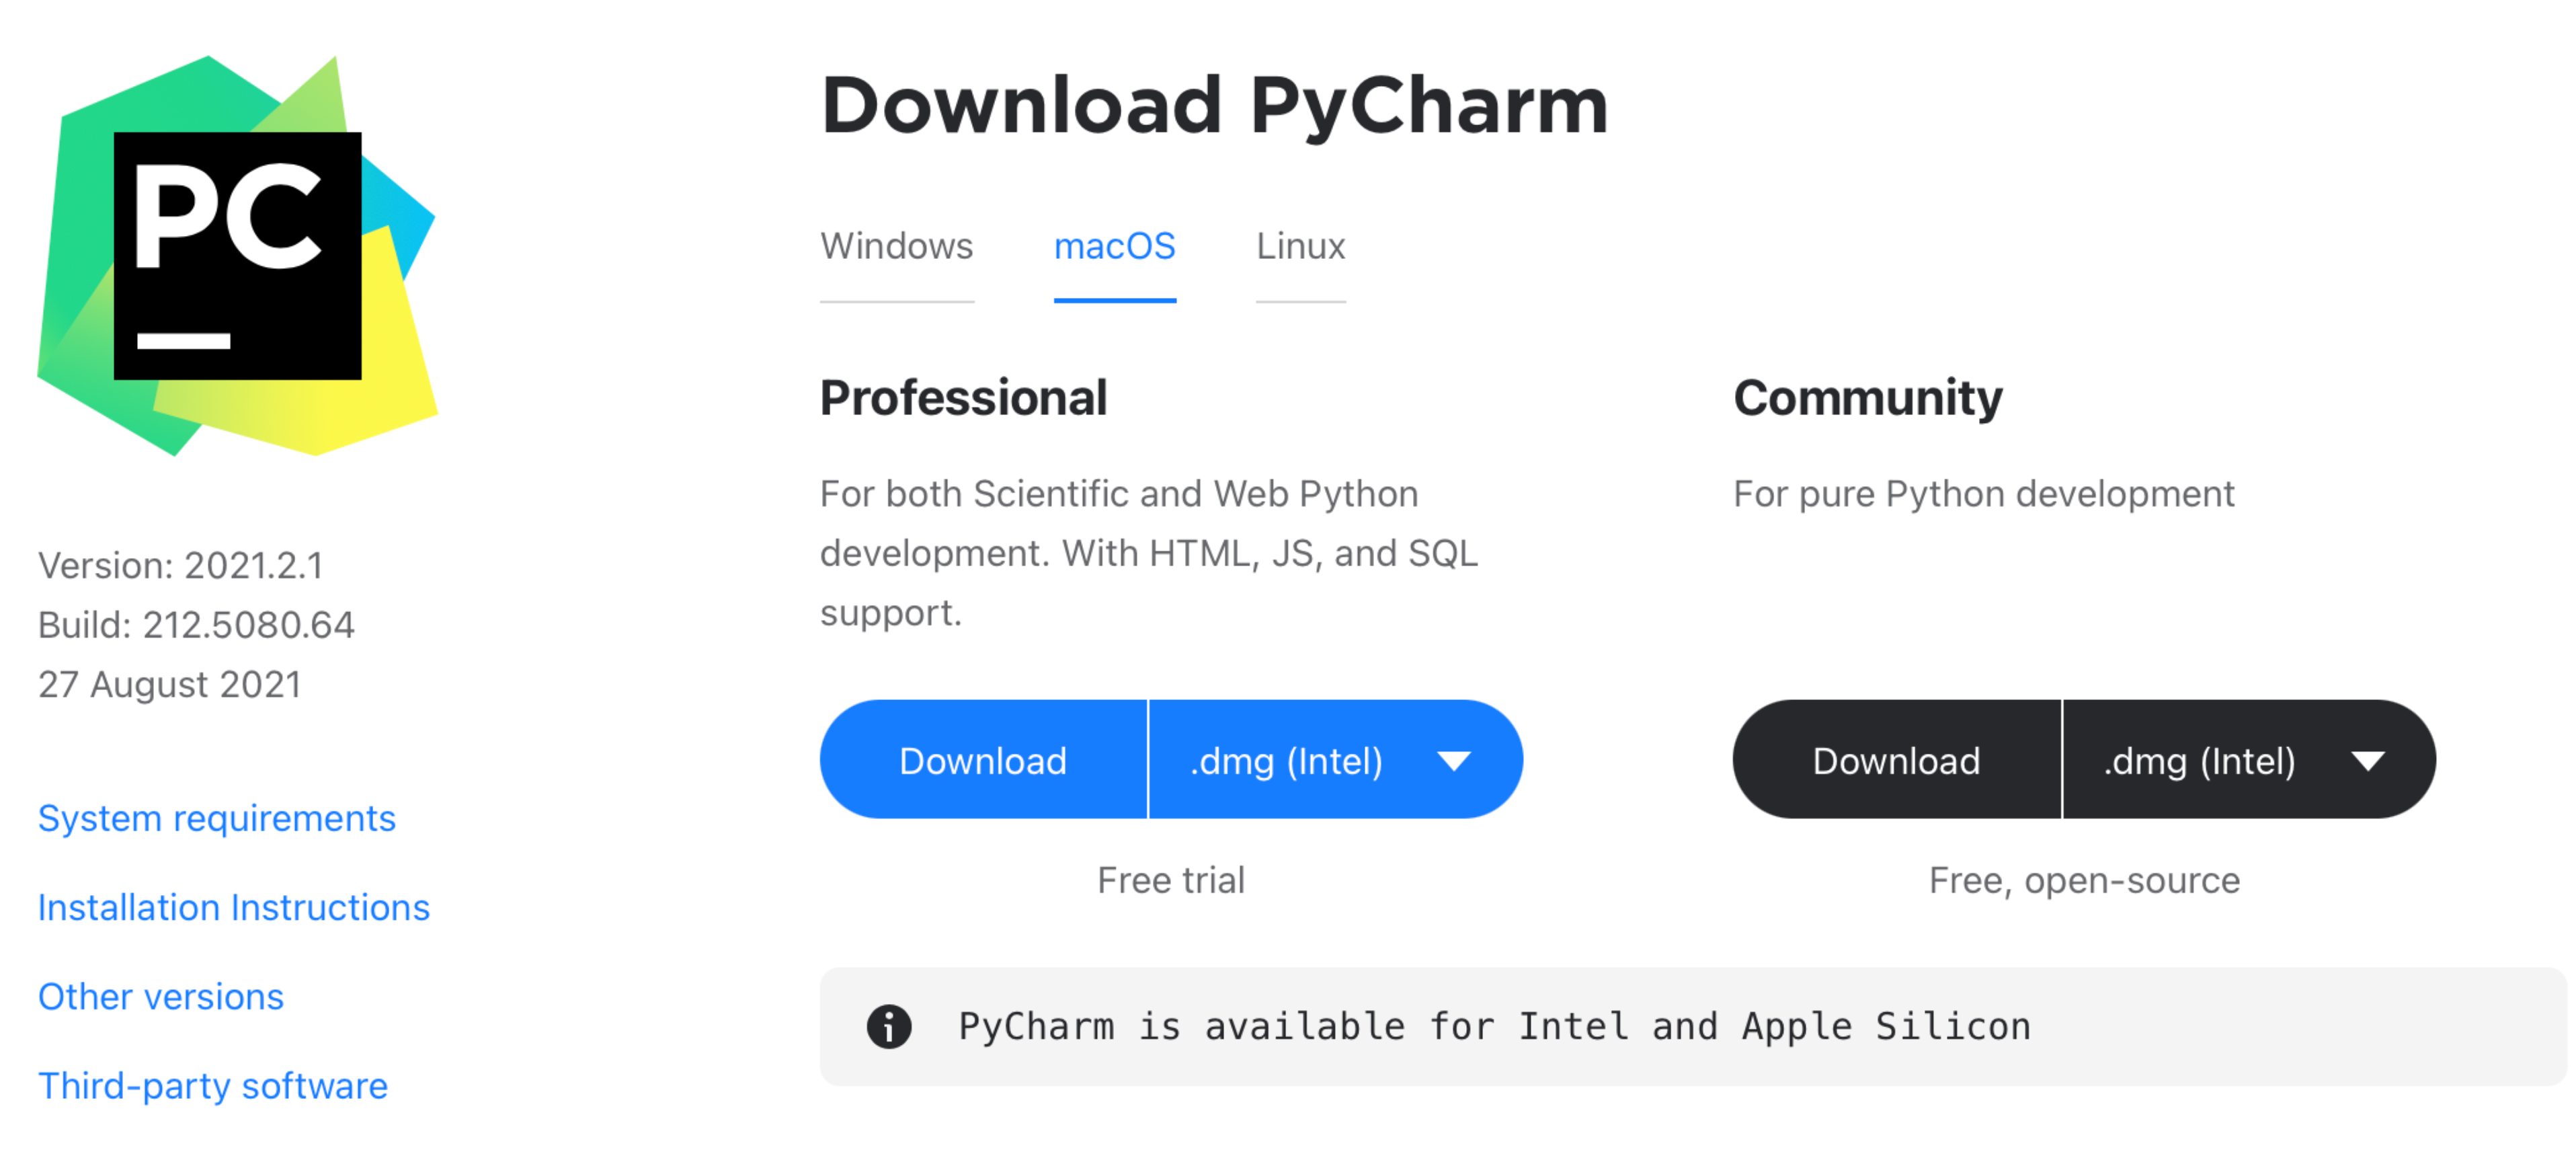 PC
Version: 2021.2.1
Build: 212.5080.64
27 August 2021
System requirements
Installation Instructions
Other versions
Third-party software
Download PyCharm
Windows
macOS
Linux
Professional
For both Scientific and Web Python
development. With HTML, JS, and SQL
support.
Download
.dmg (Intel)
Free trial
Community
For pure Python development
Download
.dmg (Intel)
Free, open-source
PyCharm is available for Intel and Apple Silicon